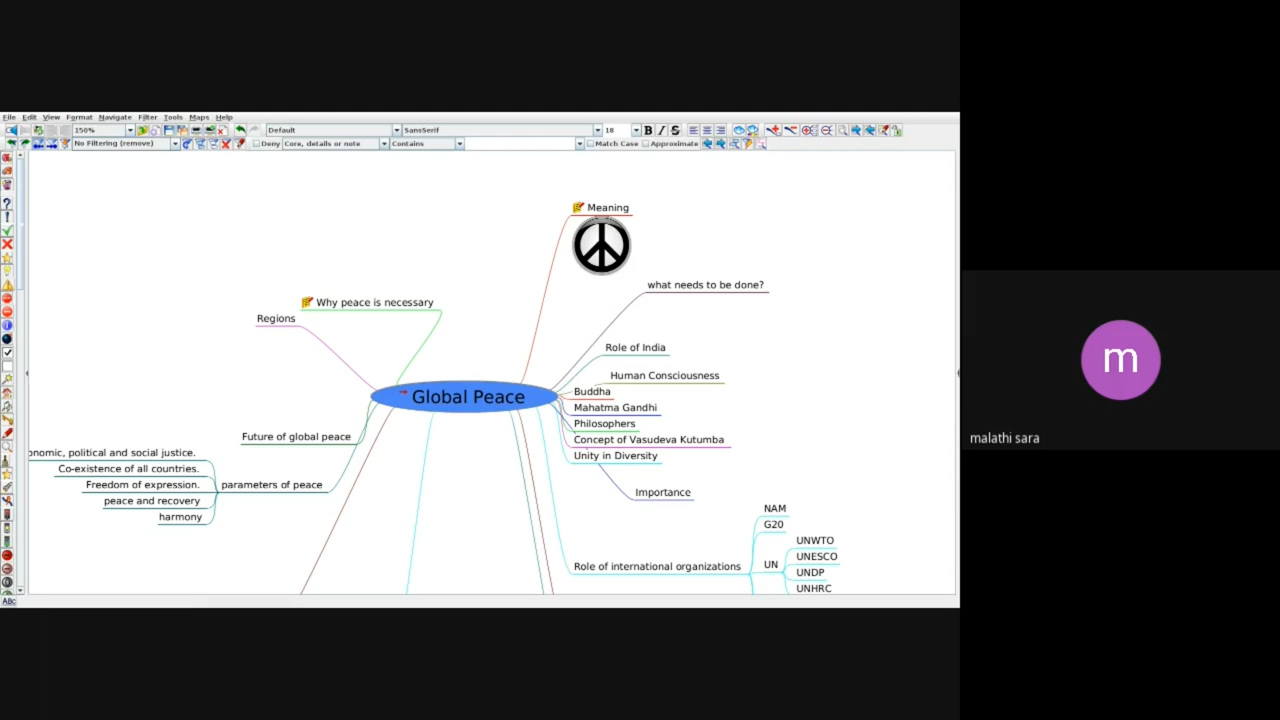 File Edit View Format Navigate Filter Tools Maps Help
150% Default SansSerif 18 B I S
No Filtering (remove) Deny Core, details or note Contains Match Case Approximate
Meaning
what needs to be done?
Why peace is necessary
Regions
Role of India
Human Consciousness
Buddha
Global Peace
Mahatma Gandhi
Philosophers
Future of global peace
Concept of Vasudeva Kutumba
onomic, political and social justice.
Unity in Diversity
Co-existence of all countries.
Freedom of expression.
parameters of peace
Importance
peace and recovery
harmony
NAM
G20
UNWTO
UNESCO
Role of international organizations
UN
UNDP
UNHRC
ABC
m
malathi sara